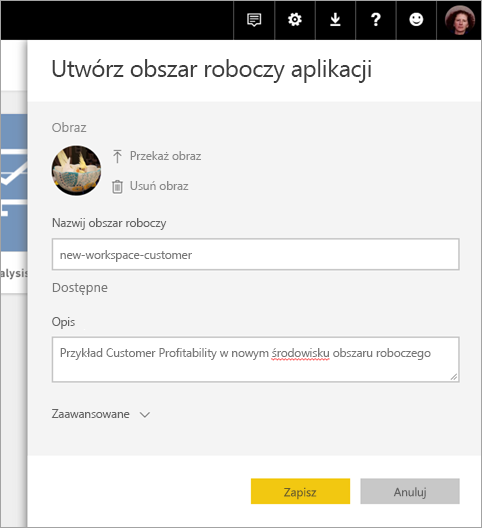 Utwórz obszar roboczy aplikacji
Obraz
Przekaż obraz
Usuń obraz
alysis
Nazwij obszar roboczy
new-workspace-customer
Dostępne
Opis
Przykład Customer Profitability w nowym środowisku obszaru roboczego
Zaawansowane
Zapisz
Anuluj